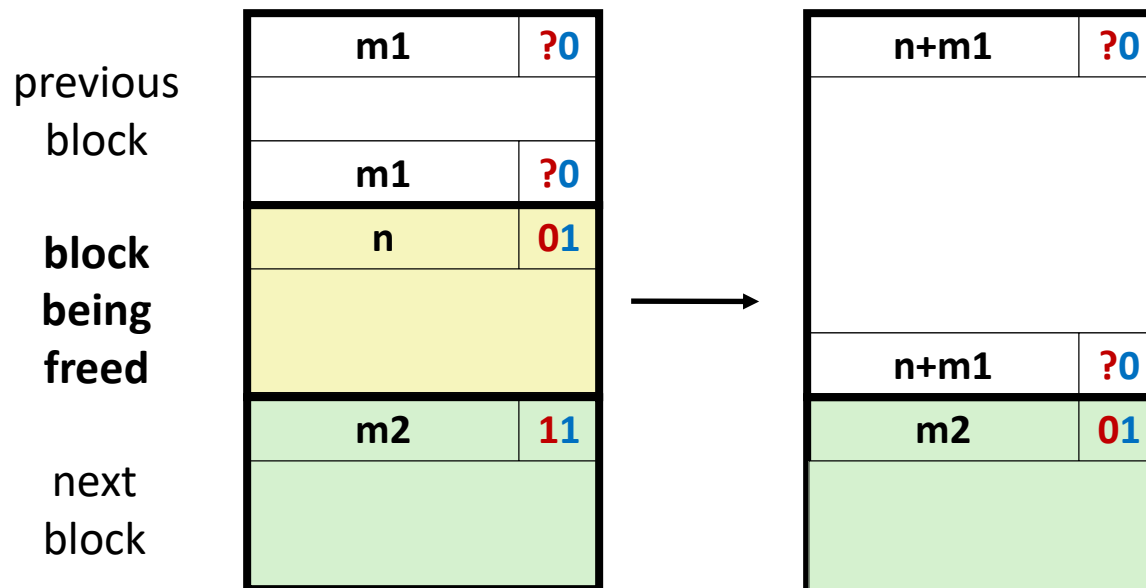 m1 ?0 n+m1 ?0
previous
block
m1 ?0
block
being
freed
n 01
n+m1 ?0
m2 11 m2 01
next
block